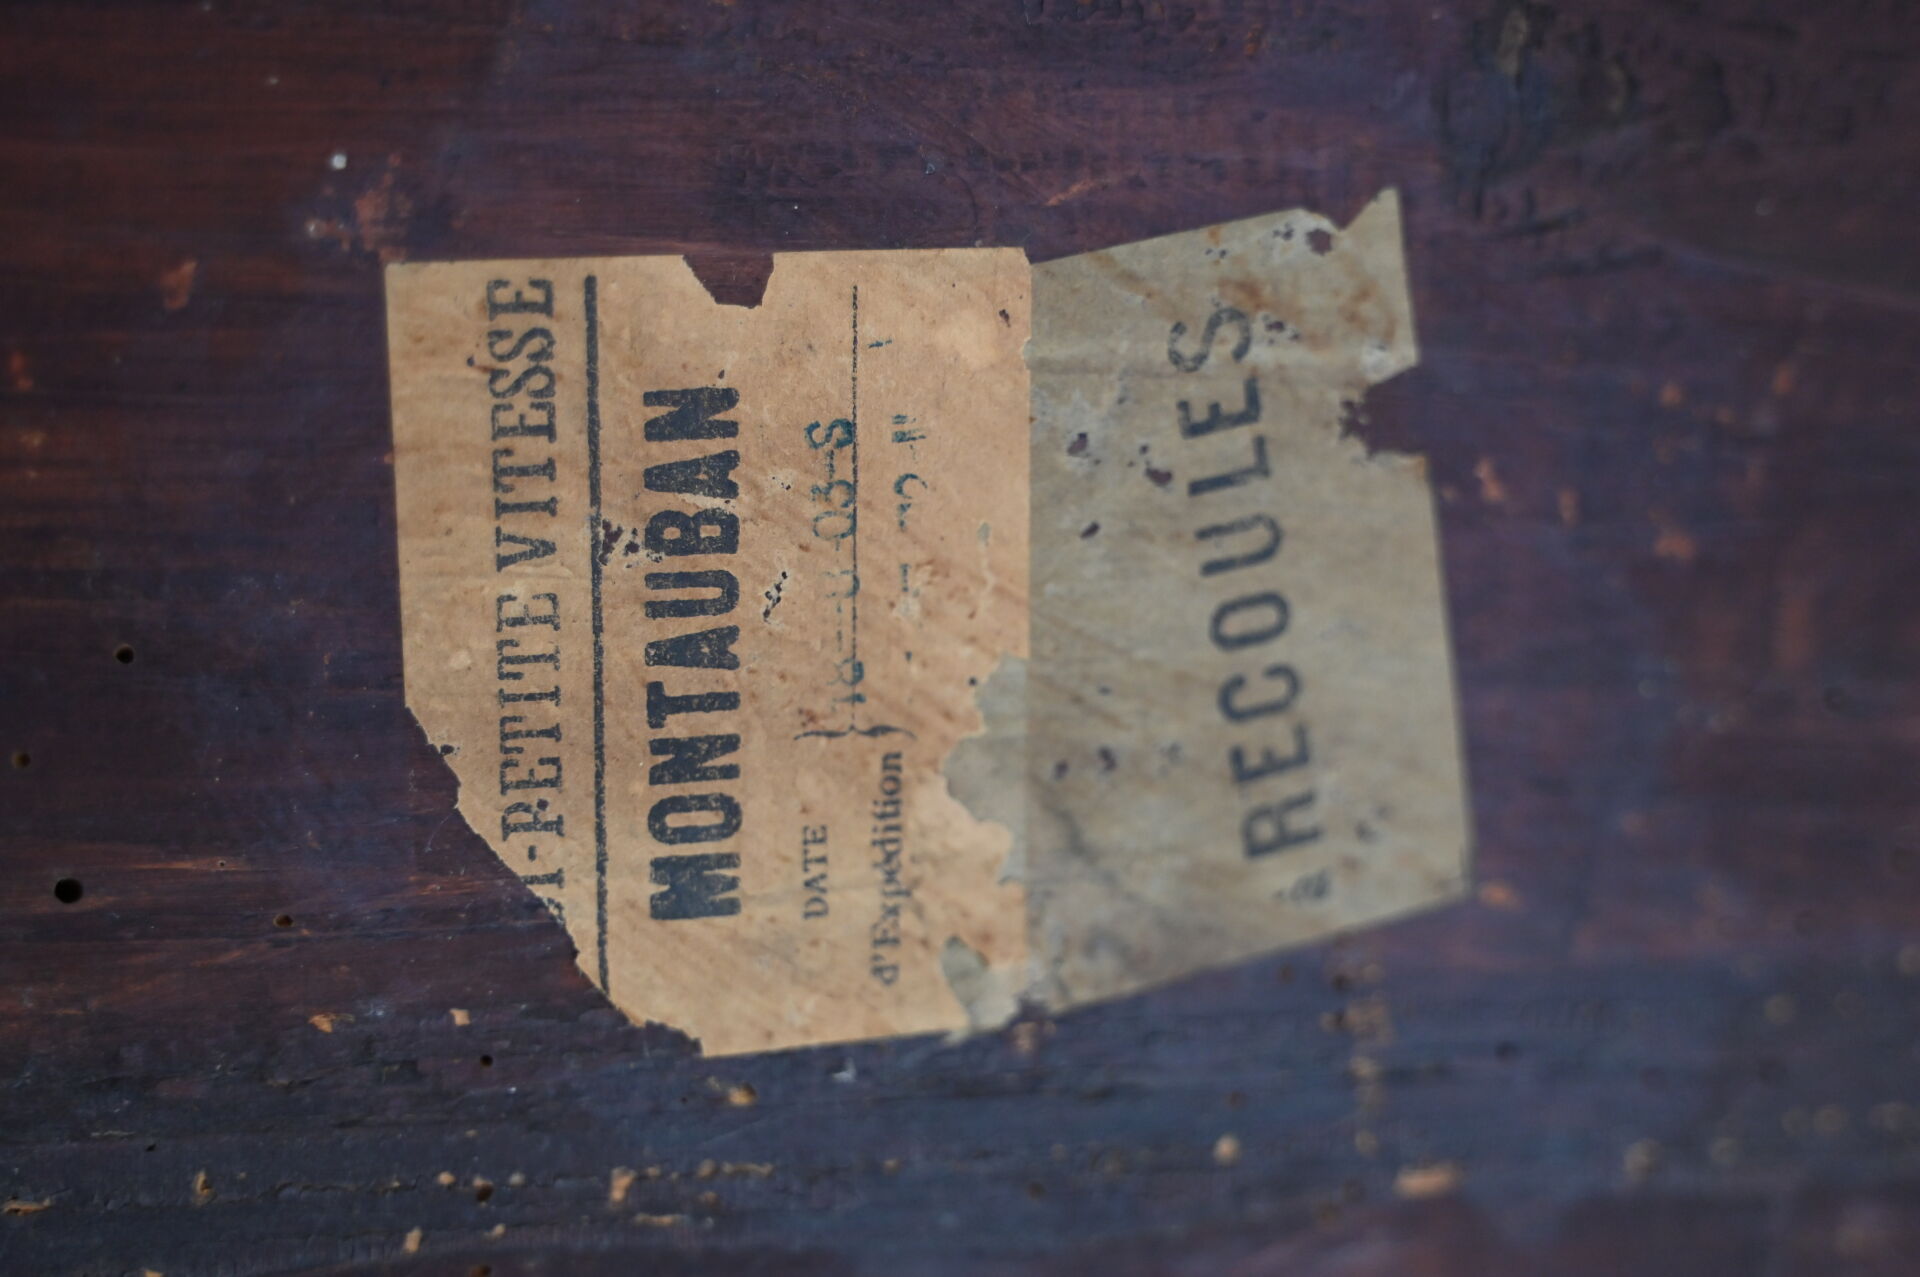 I-PETITE VITESSE
MONTAUBAN
DATE
d'Expédition
à RECOULES